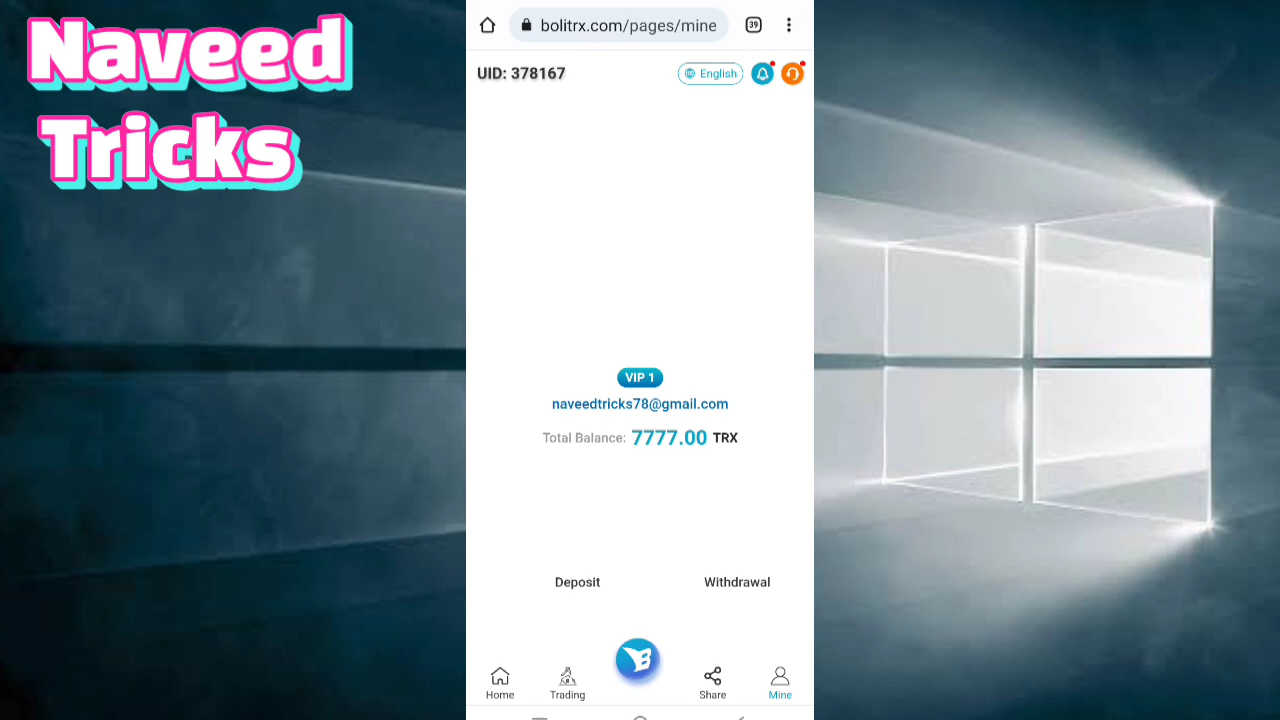 Naveed
Tricks
bolitrx.com/pages/mine
39
UID: 378167
English
VIP 1
naveedtricks78@gmail.com
Total Balance: 7777.00 TRX
Deposit Withdrawal
Home Trading Share Mine